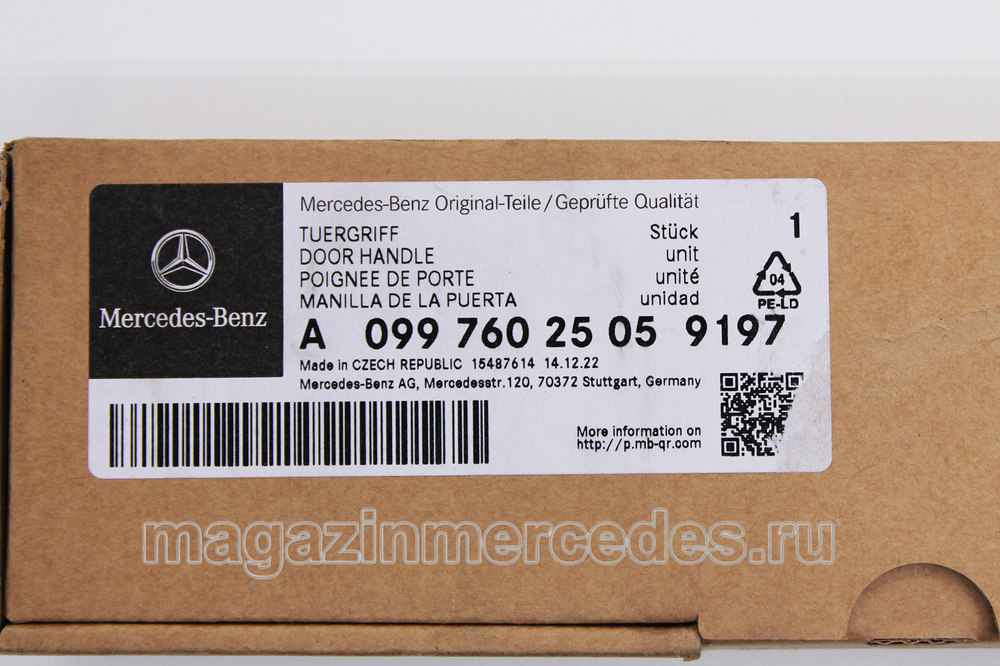 Mercedes-Benz
Mercedes-Benz Original-Teile/Geprüfte Qualität
TUERGRIFF Stück 1
DOOR HANDLE unit
POIGNEE DE PORTE unité
MANILLA DE LA PUERTA unidad
04
PE-LD
A 099 760 25 05 9197
Made in CZECH REPUBLIC 15487614 14.12.22
Mercedes-Benz AG, Mercedesstr.120, 70372 Stuttgart, Germany
More information on
http://p.mb-qr.com
magazinmercedes.ru